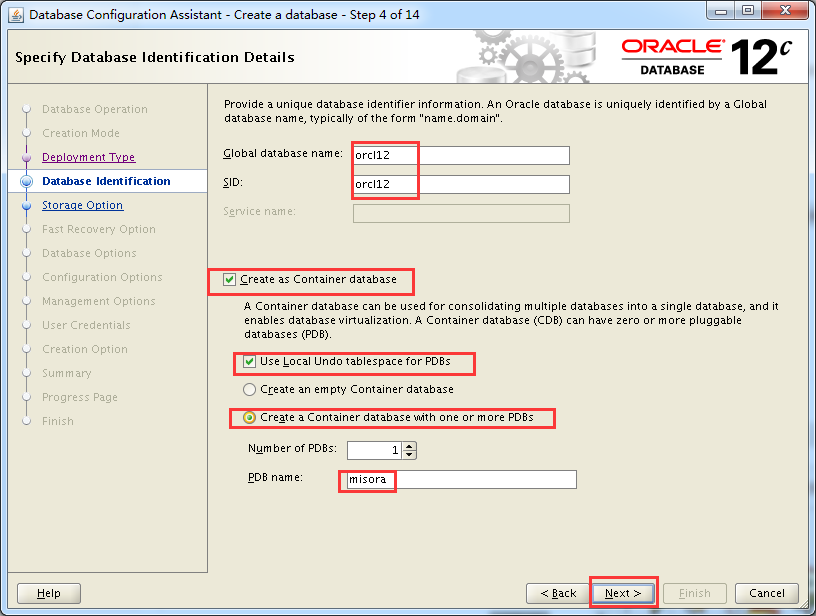 Database Configuration Assistant - Create a database - Step 4 of 14
Specify Database Identification Details
ORACLE®
DATABASE
12c
Database Operation
Creation Mode
Deployment Type
Database Identification
Storage Option
Fast Recovery Option
Database Options
Configuration Options
Management Options
User Credentials
Creation Option
Summary
Progress Page
Finish
Provide a unique database identifier information. An Oracle database is uniquely identified by a Global
database name, typically of the form "name.domain".
Global database name: orcl12
SID: orcl12
Service name:
Create as Container database
A Container database can be used for consolidating multiple databases into a single database, and it
enables database virtualization. A Container database (CDB) can have zero or more pluggable
databases (PDB).
Use Local Undo tablespace for PDBs
Create an empty Container database
Create a Container database with one or more PDBs
Number of PDBs: 1
PDB name: misora
Help
< Back
Next >
Finish
Cancel